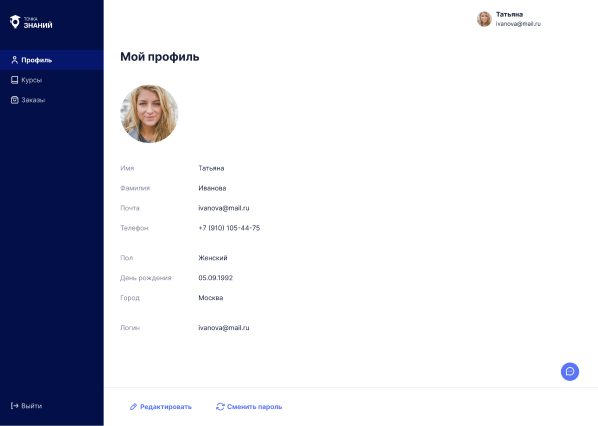 ТОЧКА
ЗНАНИЙ
Татьяна
ivanova@mail.ru
Профиль
Курсы
Заказы
Мой профиль
Имя Татьяна
Фамилия Иванова
Почта ivanova@mail.ru
Телефон +7 (910) 105-44-75
Пол Женский
День рождения 05.09.1992
Город Москва
Логин ivanova@mail.ru
Выйти
Редактировать Сменить пароль